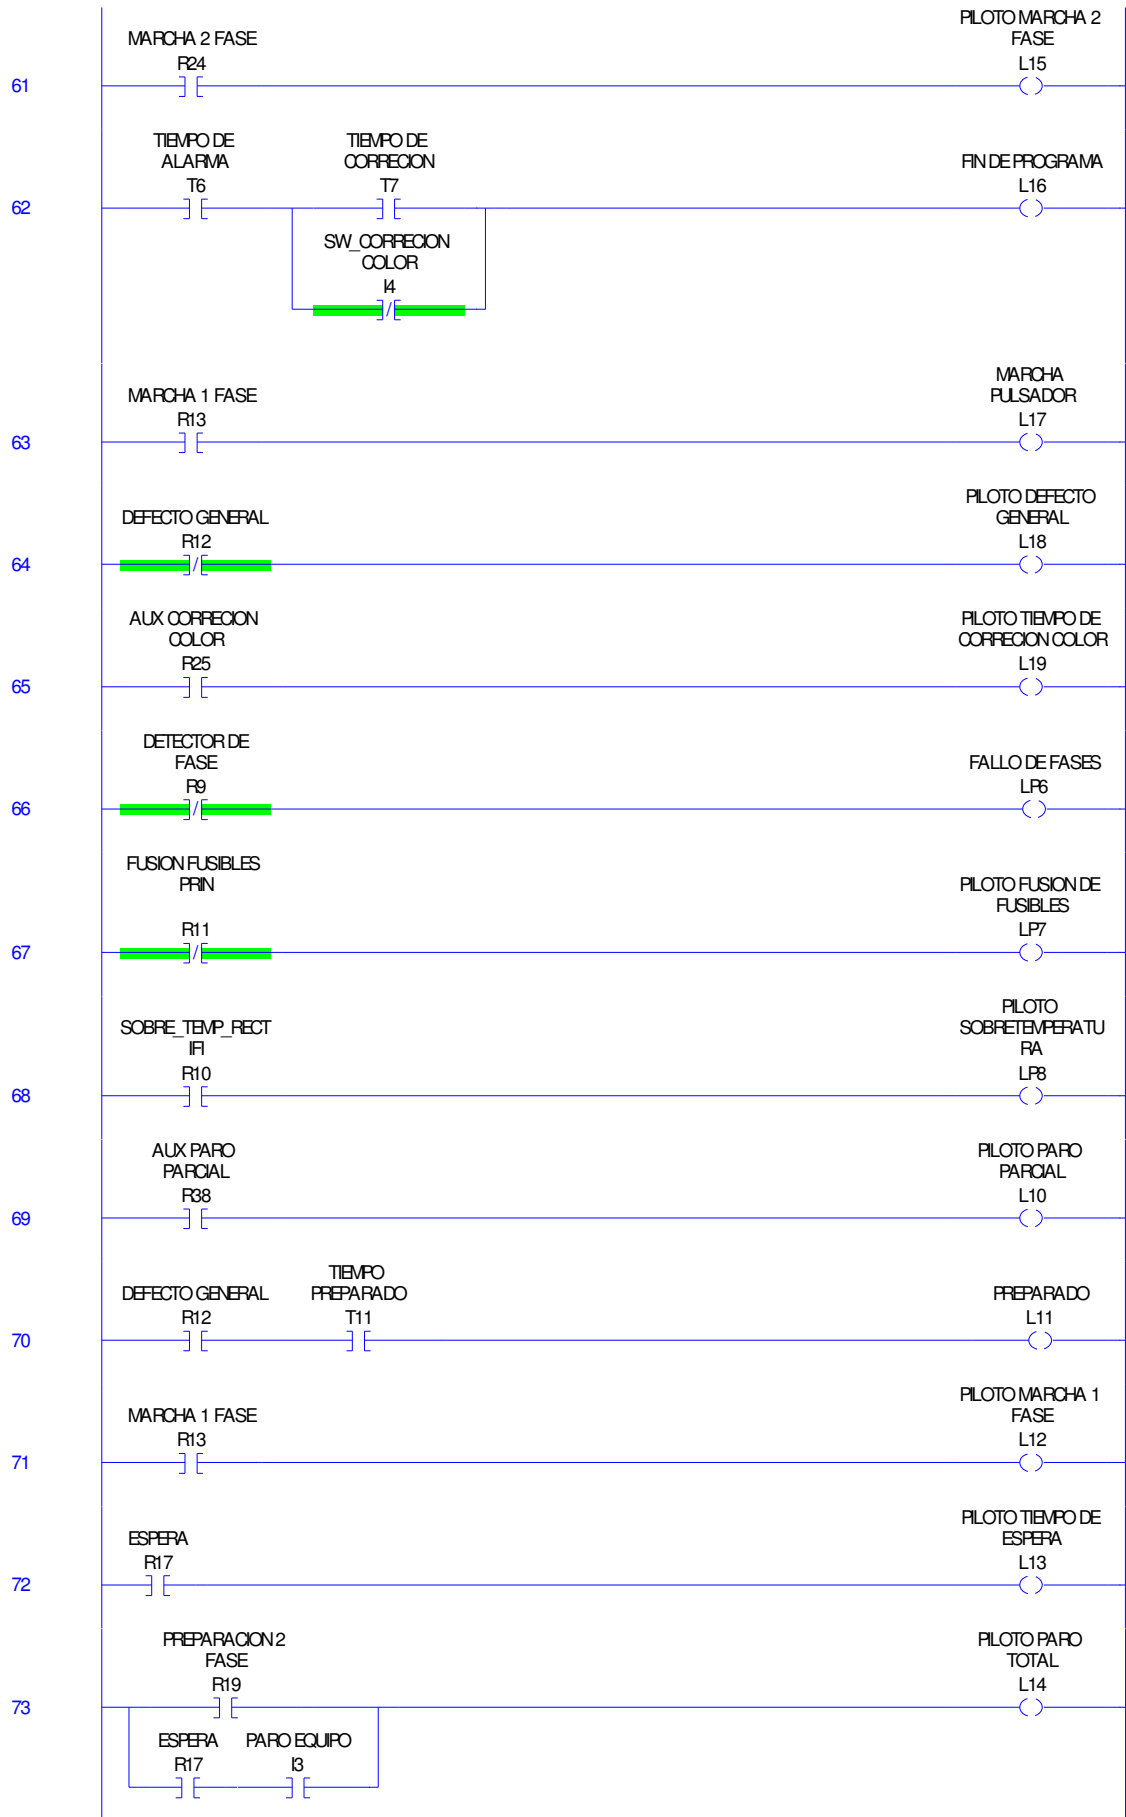 MARCHA 2 FASE
R24
PILOTO MARCHA 2
FASE
L15
61
TIEMPO DE
ALARMA
T6
TIEMPO DE
CORRECION
T7
FIN DE PROGRAMA
L16
62
SW_CORRECION
COLOR
I4
MARCHA 1 FASE
R13
MARCHA
PULSADOR
L17
63
DEFECTO GENERAL
R12
PILOTO DEFECTO
GENERAL
L18
64
AUX CORRECION
COLOR
R25
PILOTO TIEMPO DE
CORRECION COLOR
L19
65
DETECTOR DE
FASE
R9
FALLO DE FASES
LP6
66
FUSION FUSIBLES
PRIN
R11
PILOTO FUSION DE
FUSIBLES
LP7
67
SOBRE_TEMP_RECT
IFI
R10
PILOTO
SOBRETEMPERATU
RA
LP8
68
AUX PARO
PARCIAL
R38
PILOTO PARO
PARCIAL
L10
69
DEFECTO GENERAL
R12
TIEMPO
PREPARADO
T11
PREPARADO
L11
70
MARCHA 1 FASE
R13
PILOTO MARCHA 1
FASE
L12
71
ESPERA
R17
PILOTO TIEMPO DE
ESPERA
L13
72
PREPARACION 2
FASE
R19
PILOTO PARO
TOTAL
L14
73
ESPERA
R17
PARO EQUIPO
I3